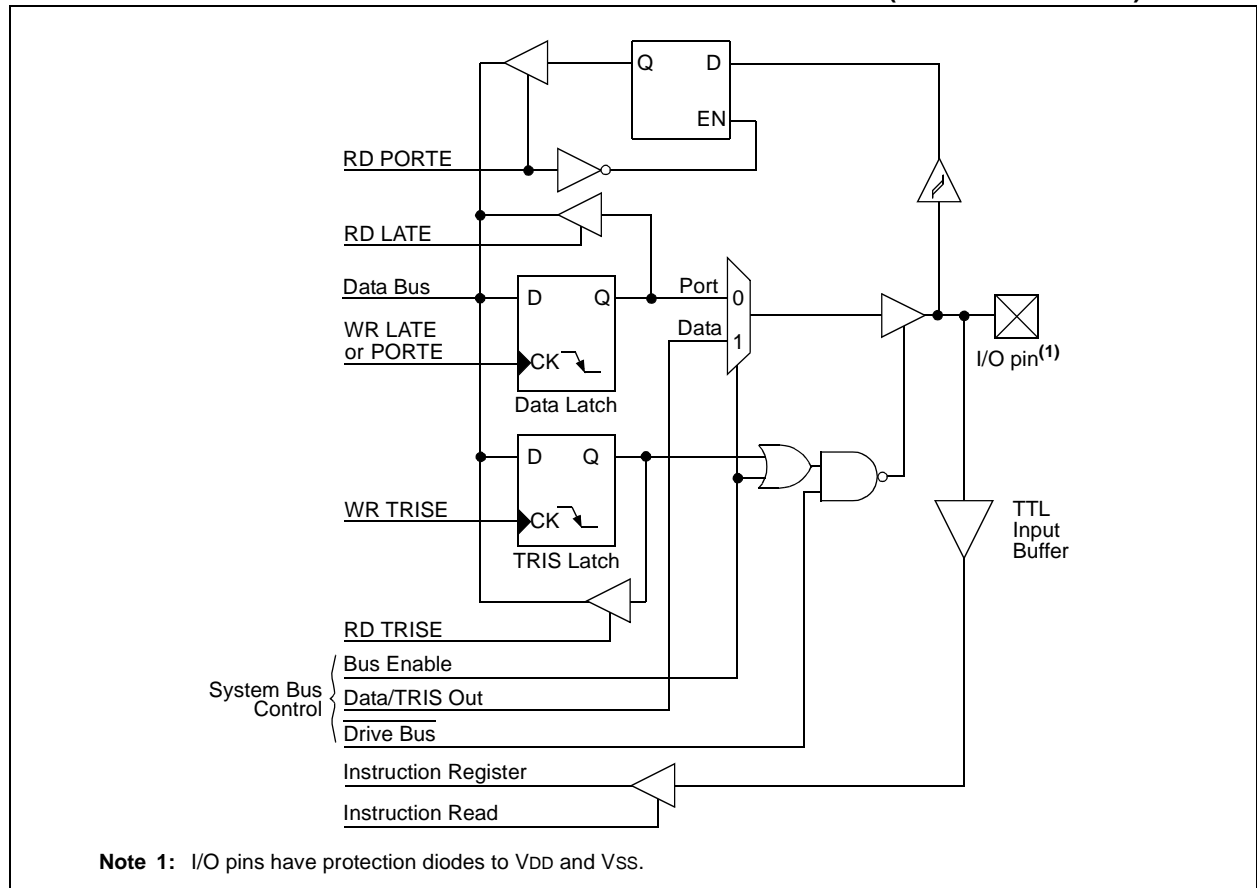 Q D
EN
RD PORTE
RD LATE
Data Bus
D Q
Port
0
Data
1
WR LATE
or PORTE
CK
Data Latch
I/O pin(1)
D Q
WR TRISE
CK
TRIS Latch
TTL
Input
Buffer
RD TRISE
System Bus
Control
Bus Enable
Data/TRIS Out
Drive Bus
Instruction Register
Instruction Read
Note 1: I/O pins have protection diodes to VDD and VSS.